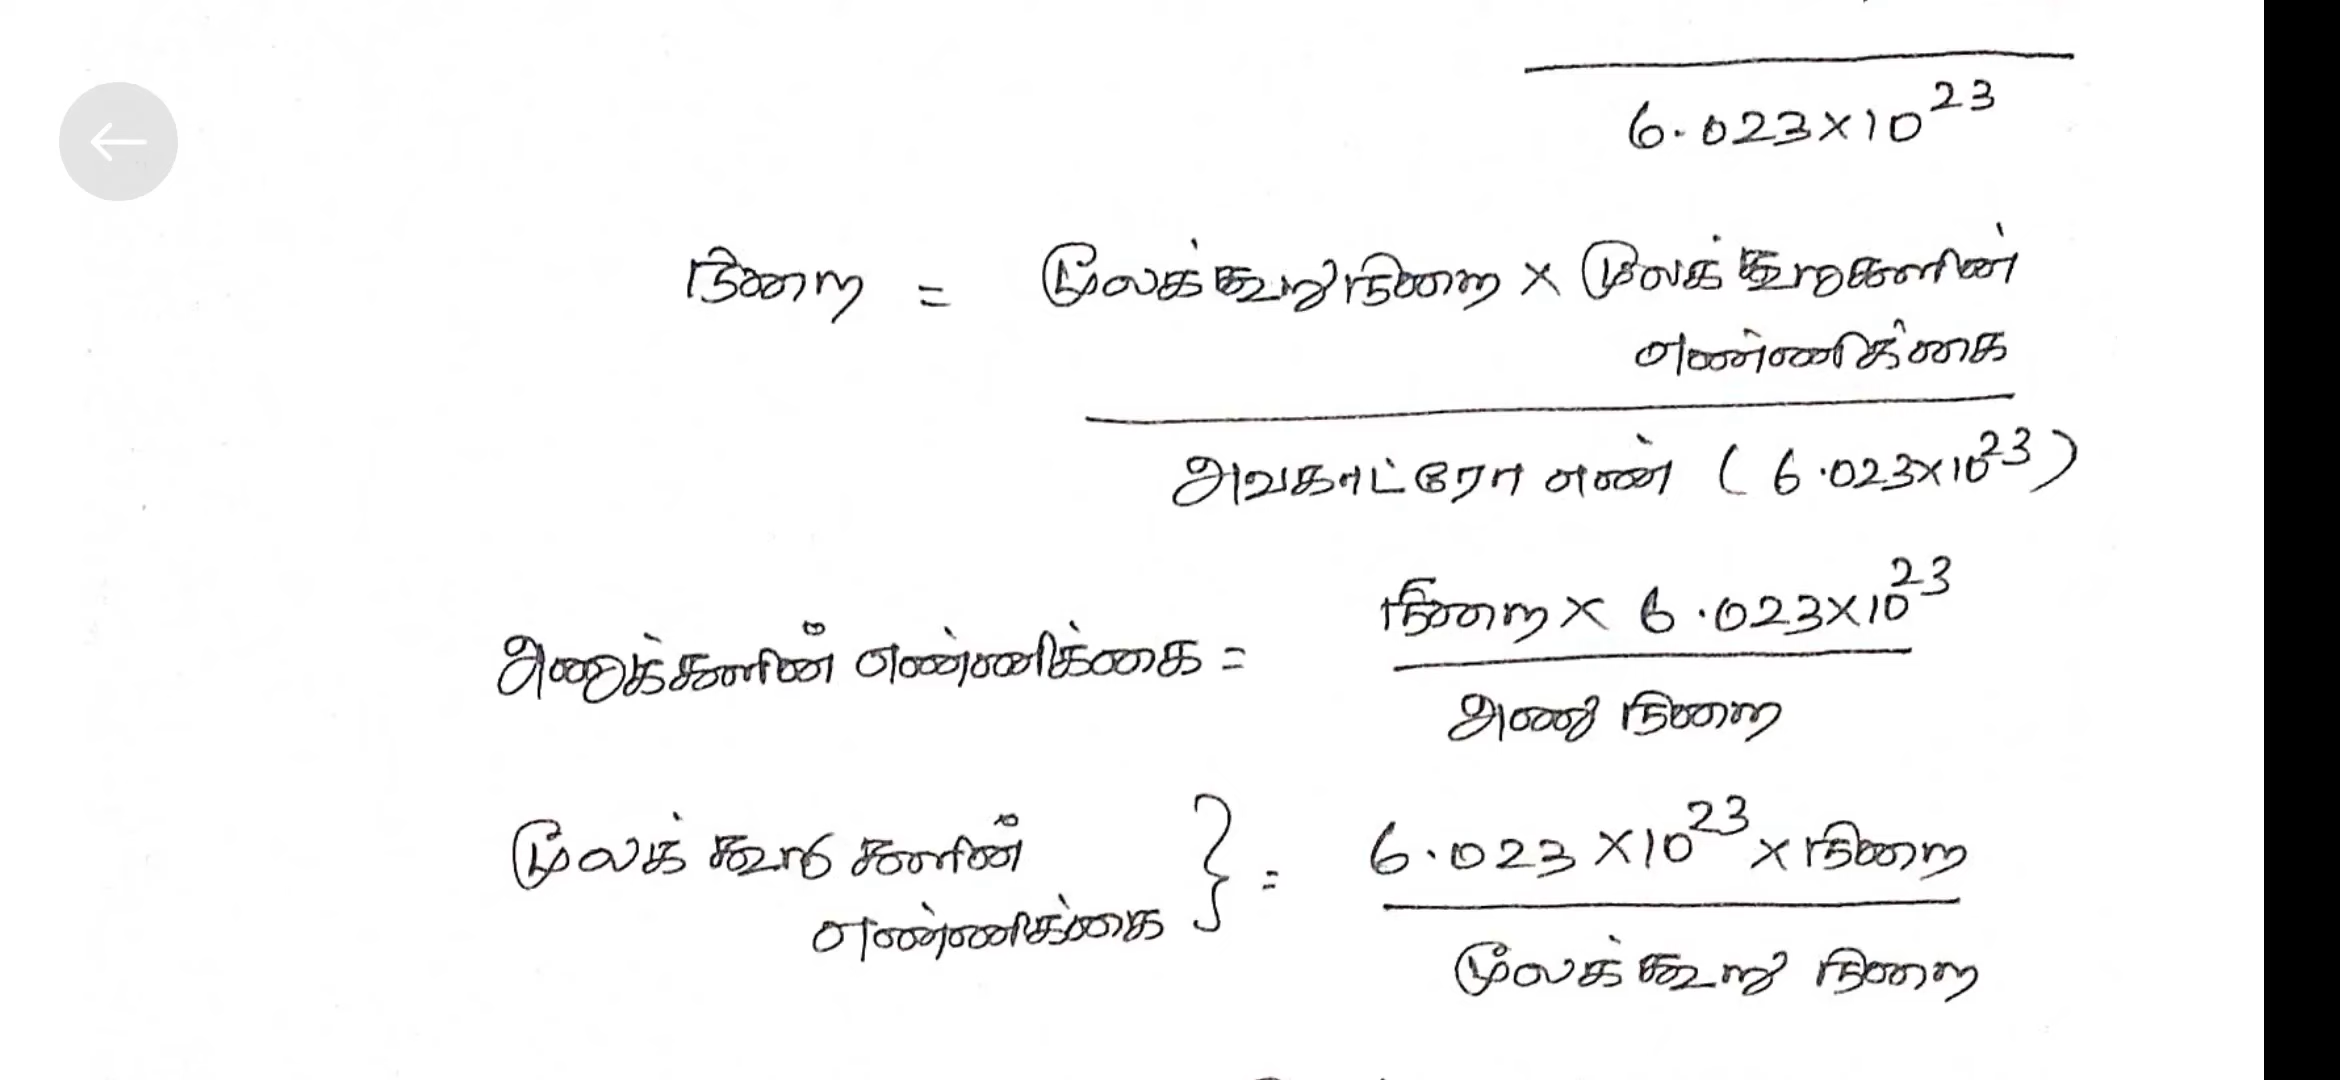 6.023×10²³
நிறை = மூலக்கூறுநிறை × மூலக்கூறுகளின்
எண்ணிக்கை
அவகாட்ரோ எண் ( 6.023×10²³ )
நிறை × 6.023×10²³
அணுக்களின் எண்ணிக்கை =
அணு நிறை
மூலக் கூறு களின் } = 6.023 ×10²³ × நிறை
எண்ணிக்கை
மூலக்கூறு நிறை